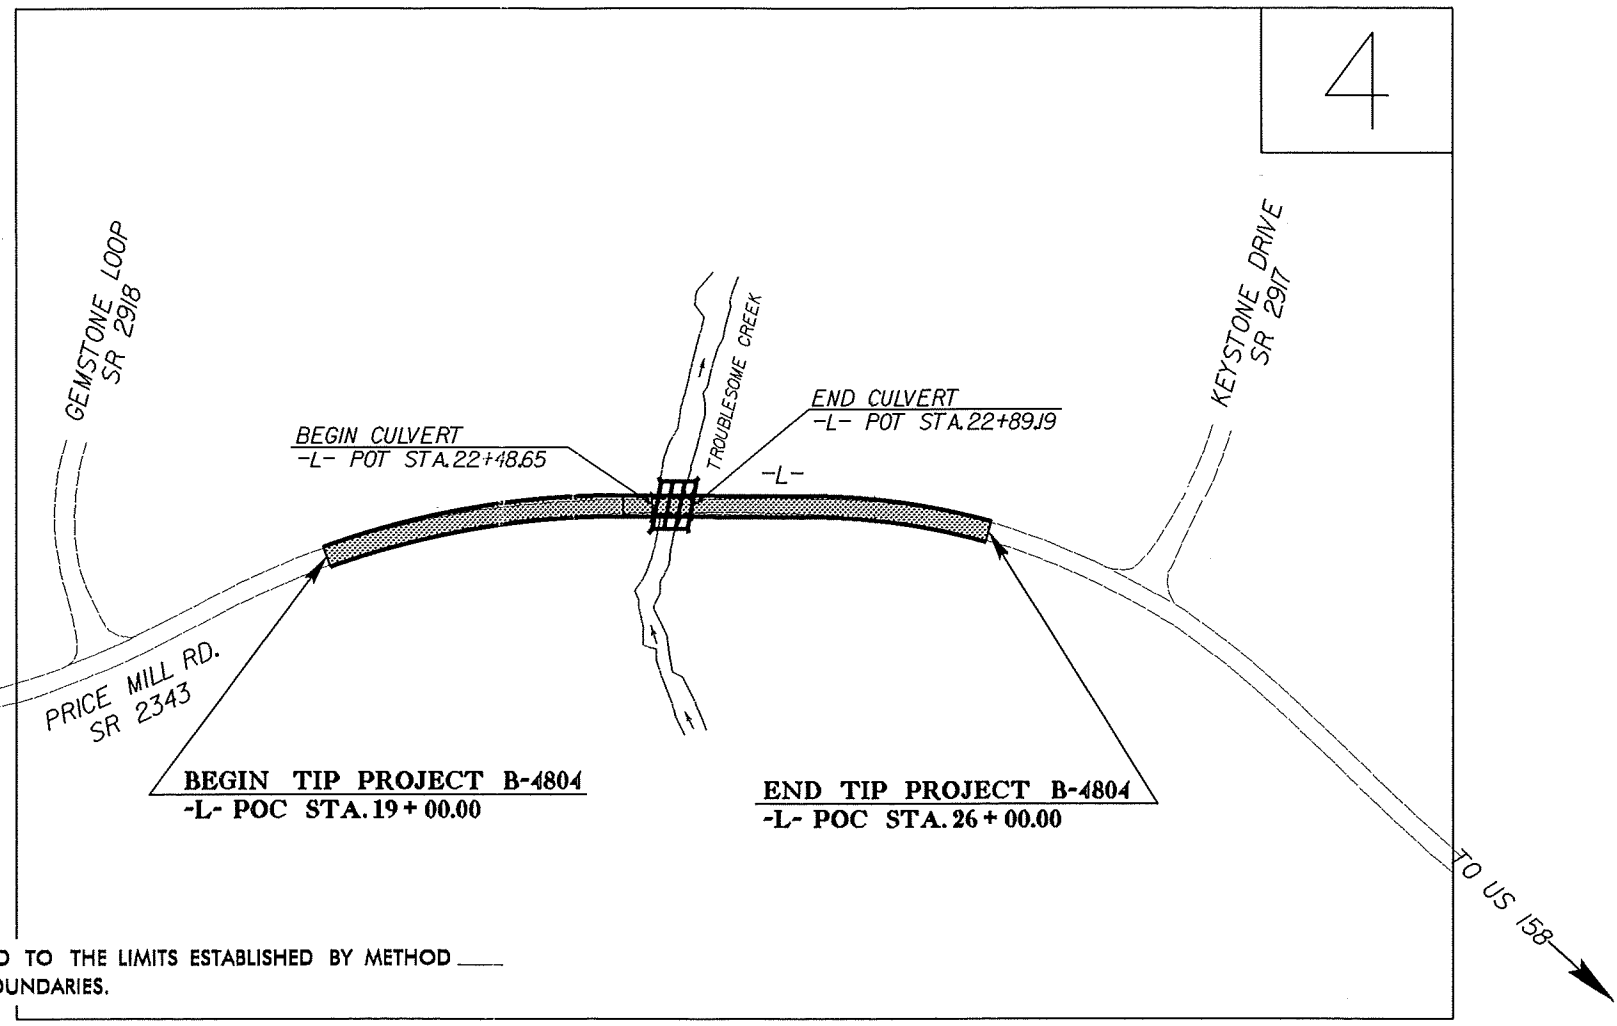 4
GEMSTONE LOOP
SR 2918
KEYSTONE DRIVE
SR 2917
TROUBLESOME CREEK
END CULVERT
-L- POT STA.22+89.19
BEGIN CULVERT
-L- POT STA.22+48.65
-L-
PRICE MILL RD.
SR 2343
BEGIN TIP PROJECT B-4804
-L- POC STA. 19 + 00.00
END TIP PROJECT B-4804
-L- POC STA. 26 + 00.00
TO US 158
TO THE LIMITS ESTABLISHED BY METHOD ____